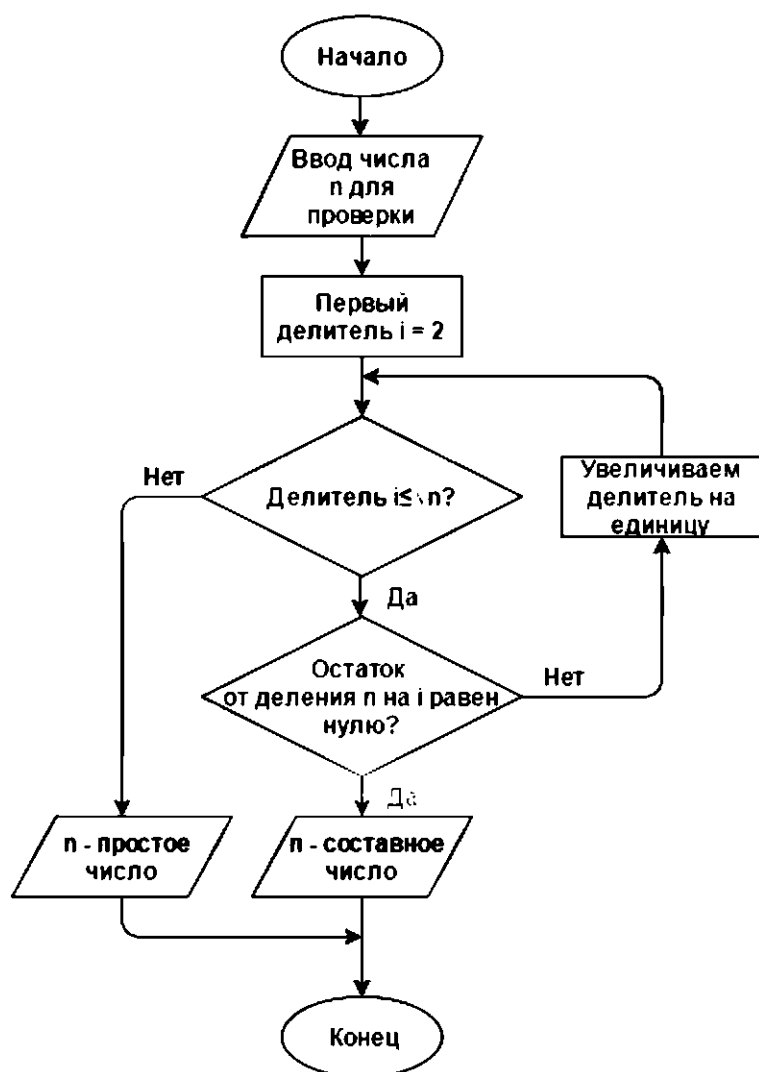 Начало
Ввод числа
n для
проверки
Первый
делитель i = 2
Нет
Делитель i≤√n?
Увеличиваем
делитель на
единицу
Да
Остаток
от деления n на i равен
нулю?
Нет
Да
n - простое
число
n - составное
число
Конец